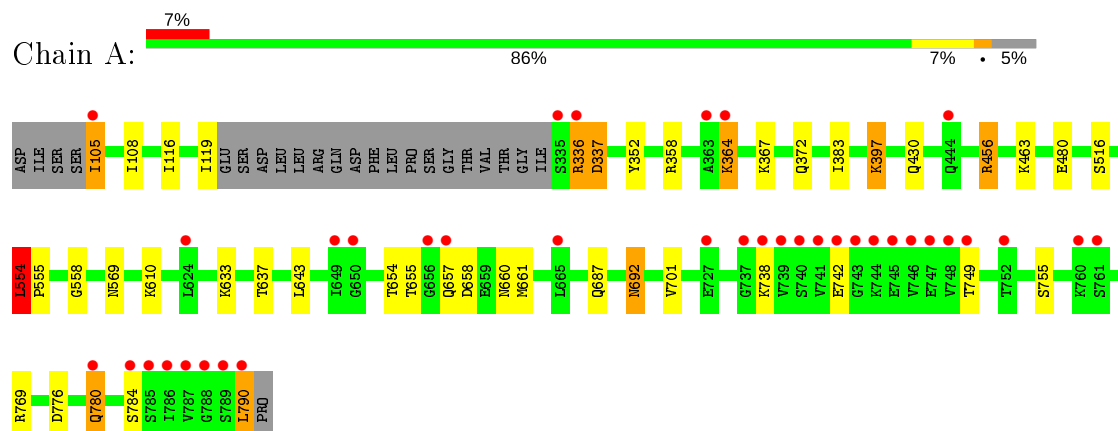 7%
Chain A:
86% 7% • 5%
ASP ILE SER SER I105 I108 I116 I119 GLU SER ASP LEU LEU ARG GLN ASP PHE LEU PRO SER GLY THR VAL THR GLY ILE S335 R336 D337 Y352 R358 A363 K364 K367 Q372 I383 K397 Q430 Q444 R456 K463 E480 S516
L554 P555 G558 N569 K610 L624 K633 T637 L643 I649 G650 T654 T655 G656 Q657 D658 E659 N660 M661 L665 Q687 N692 V701 E727 G737 K738 V739 S740 V741 E742 G743 K744 E745 V746 E747 V748 T749 T752 S755 K760 S761
R769 D776 Q780 S784 S785 I786 V787 G788 S789 L790 PRO